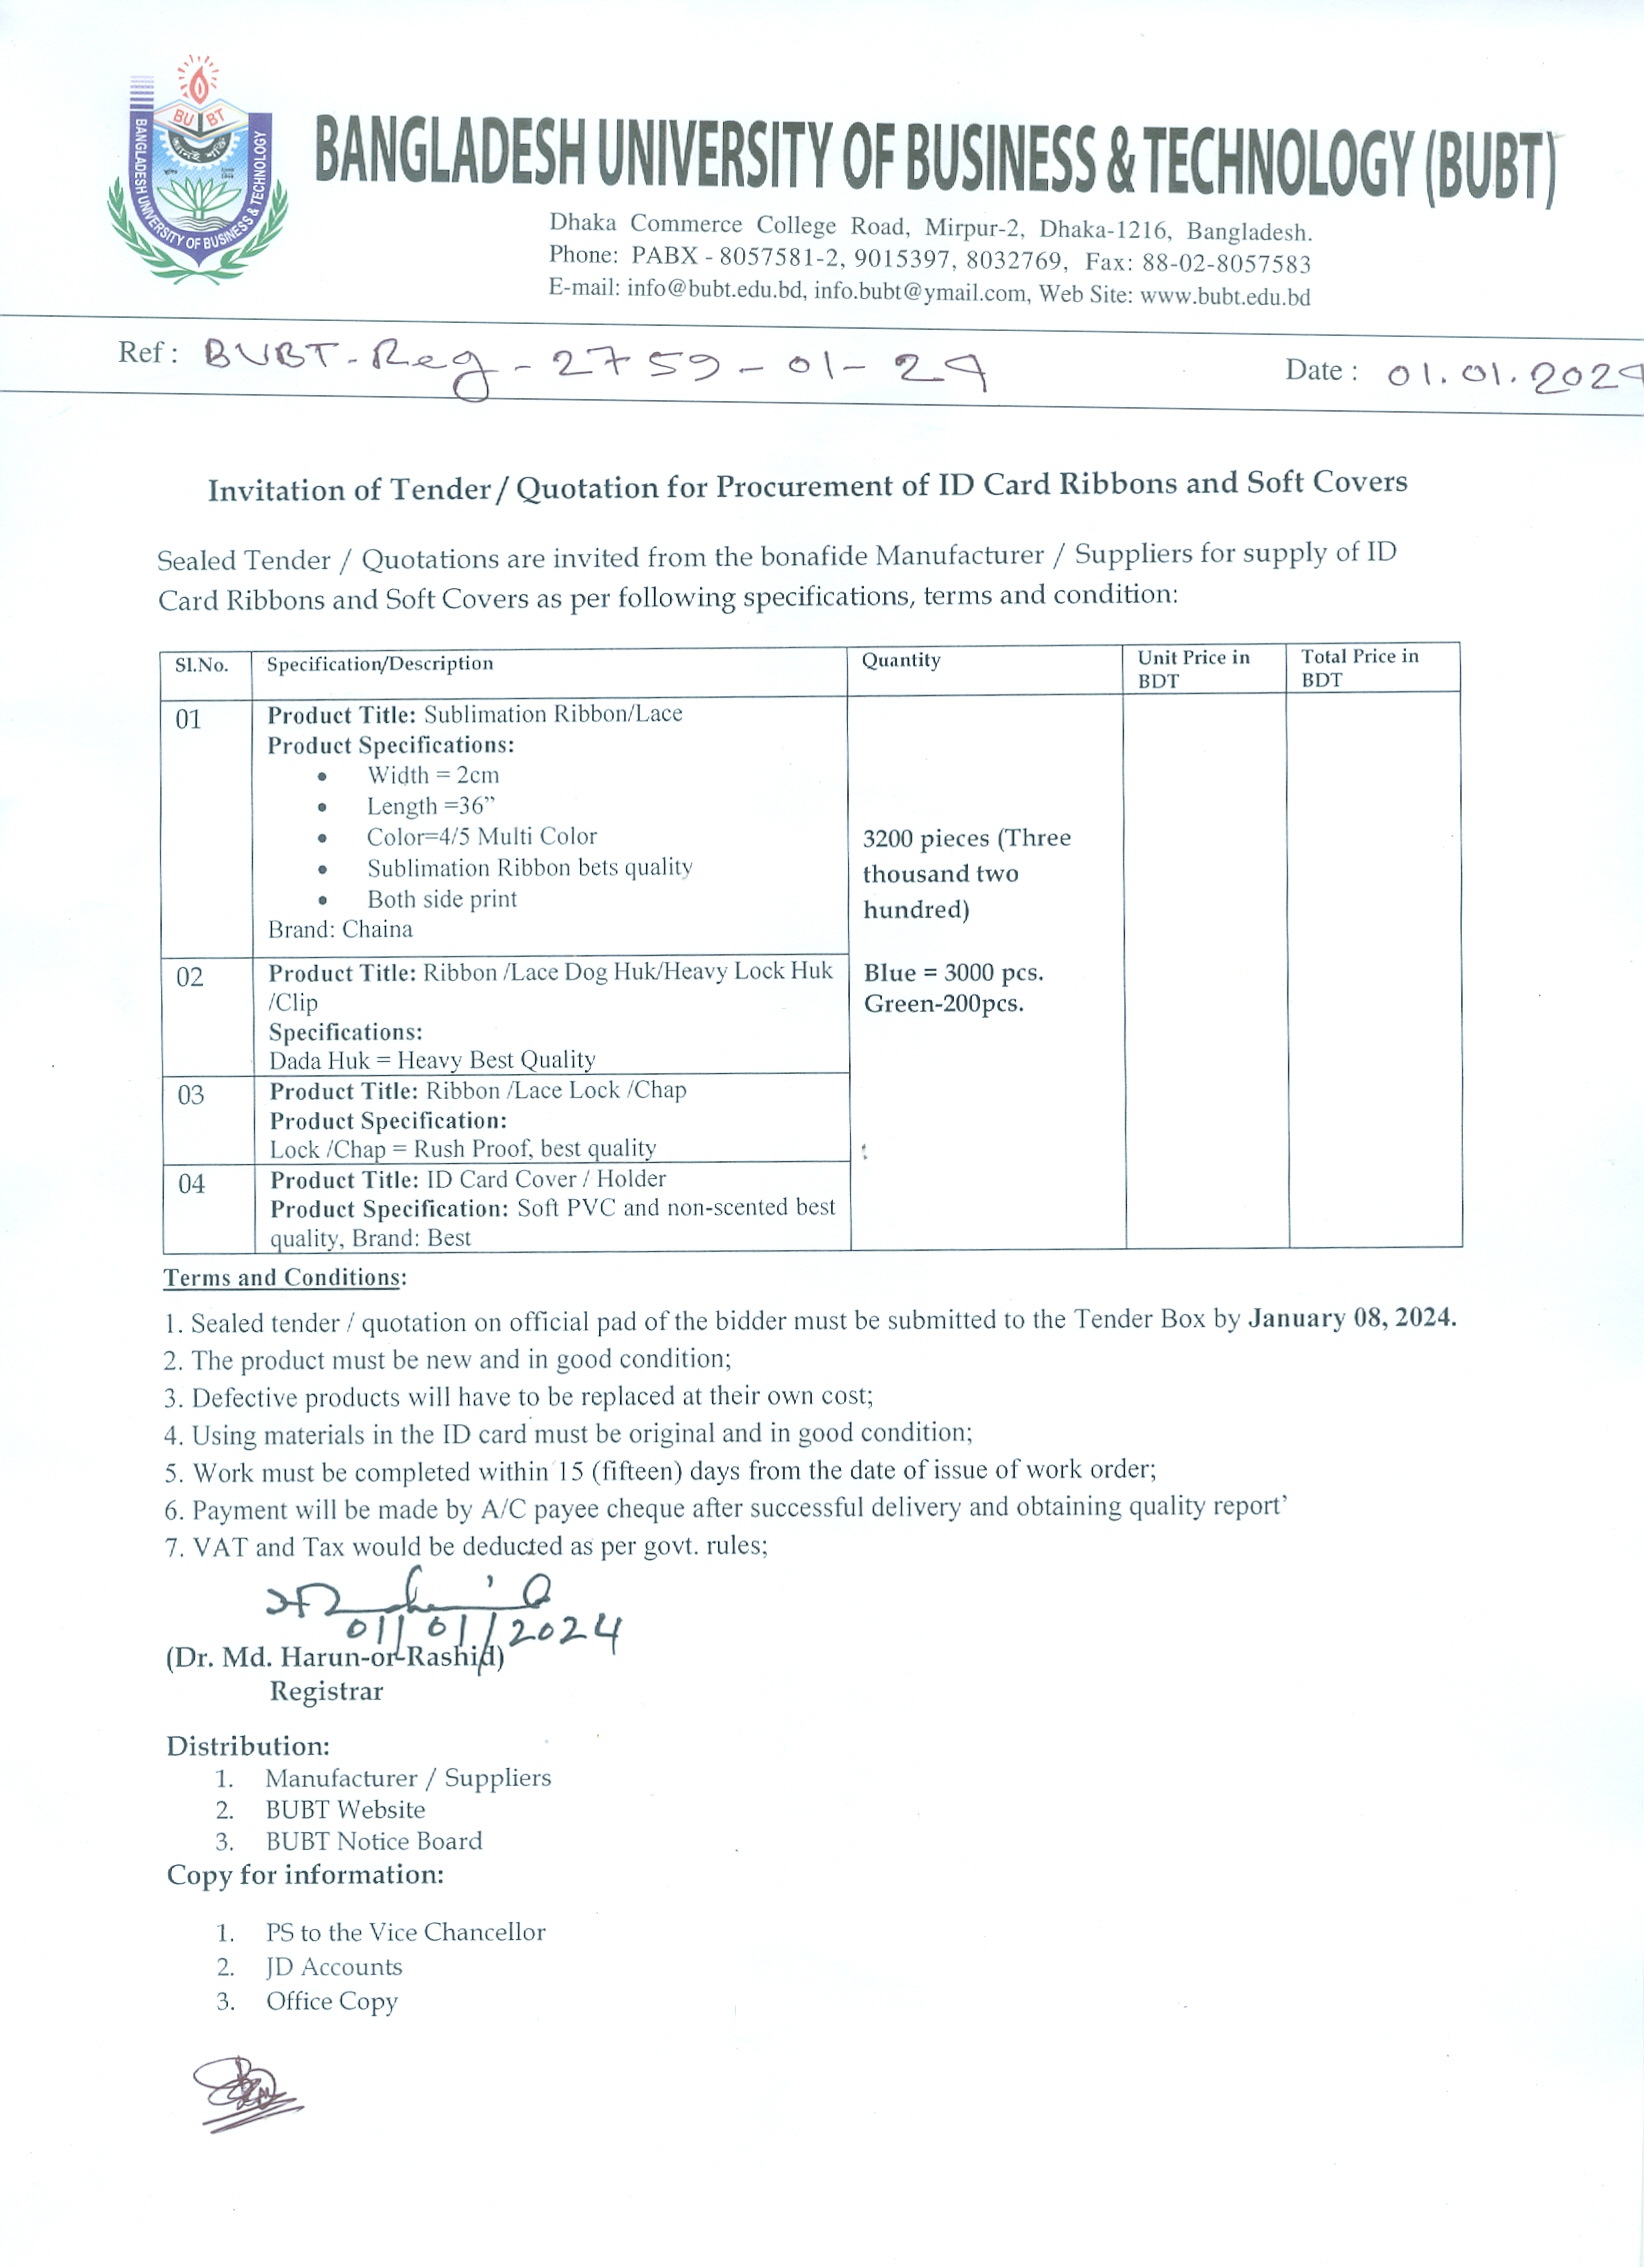 BU BT
BANGLADESH UNIVERSITY OF BUSINESS & TECHNOLOGY
BANGLADESH UNIVERSITY OF BUSINESS & TECHNOLOGY (BUBT)
Dhaka Commerce College Road, Mirpur-2, Dhaka-1216, Bangladesh.
Phone: PABX - 8057581-2, 9015397, 8032769, Fax: 88-02-8057583
E-mail: info@bubt.edu.bd, info.bubt@ymail.com, Web Site: www.bubt.edu.bd
Ref : BUBT-Reg-2759-01-24 Date : 01.01.2024
Invitation of Tender / Quotation for Procurement of ID Card Ribbons and Soft Covers
Sealed Tender / Quotations are invited from the bonafide Manufacturer / Suppliers for supply of ID
Card Ribbons and Soft Covers as per following specifications, terms and condition:
Sl.No. Specification/Description Quantity Unit Price in BDT Total Price in BDT
01 Product Title: Sublimation Ribbon/Lace
Product Specifications:
• Width = 2cm
• Length =36”
• Color=4/5 Multi Color
• Sublimation Ribbon bets quality
• Both side print
Brand: Chaina
3200 pieces (Three
thousand two
hundred)
Blue = 3000 pcs.
Green-200pcs.
02 Product Title: Ribbon /Lace Dog Huk/Heavy Lock Huk
/Clip
Specifications:
Dada Huk = Heavy Best Quality
03 Product Title: Ribbon /Lace Lock /Chap
Product Specification:
Lock /Chap = Rush Proof, best quality
04 Product Title: ID Card Cover / Holder
Product Specification: Soft PVC and non-scented best
quality, Brand: Best
Terms and Conditions:
1. Sealed tender / quotation on official pad of the bidder must be submitted to the Tender Box by January 08, 2024.
2. The product must be new and in good condition;
3. Defective products will have to be replaced at their own cost;
4. Using materials in the ID card must be original and in good condition;
5. Work must be completed within 15 (fifteen) days from the date of issue of work order;
6. Payment will be made by A/C payee cheque after successful delivery and obtaining quality report’
7. VAT and Tax would be deducted as per govt. rules;
01/01/2024
(Dr. Md. Harun-or-Rashid)
Registrar
Distribution:
1. Manufacturer / Suppliers
2. BUBT Website
3. BUBT Notice Board
Copy for information:
1. PS to the Vice Chancellor
2. JD Accounts
3. Office Copy